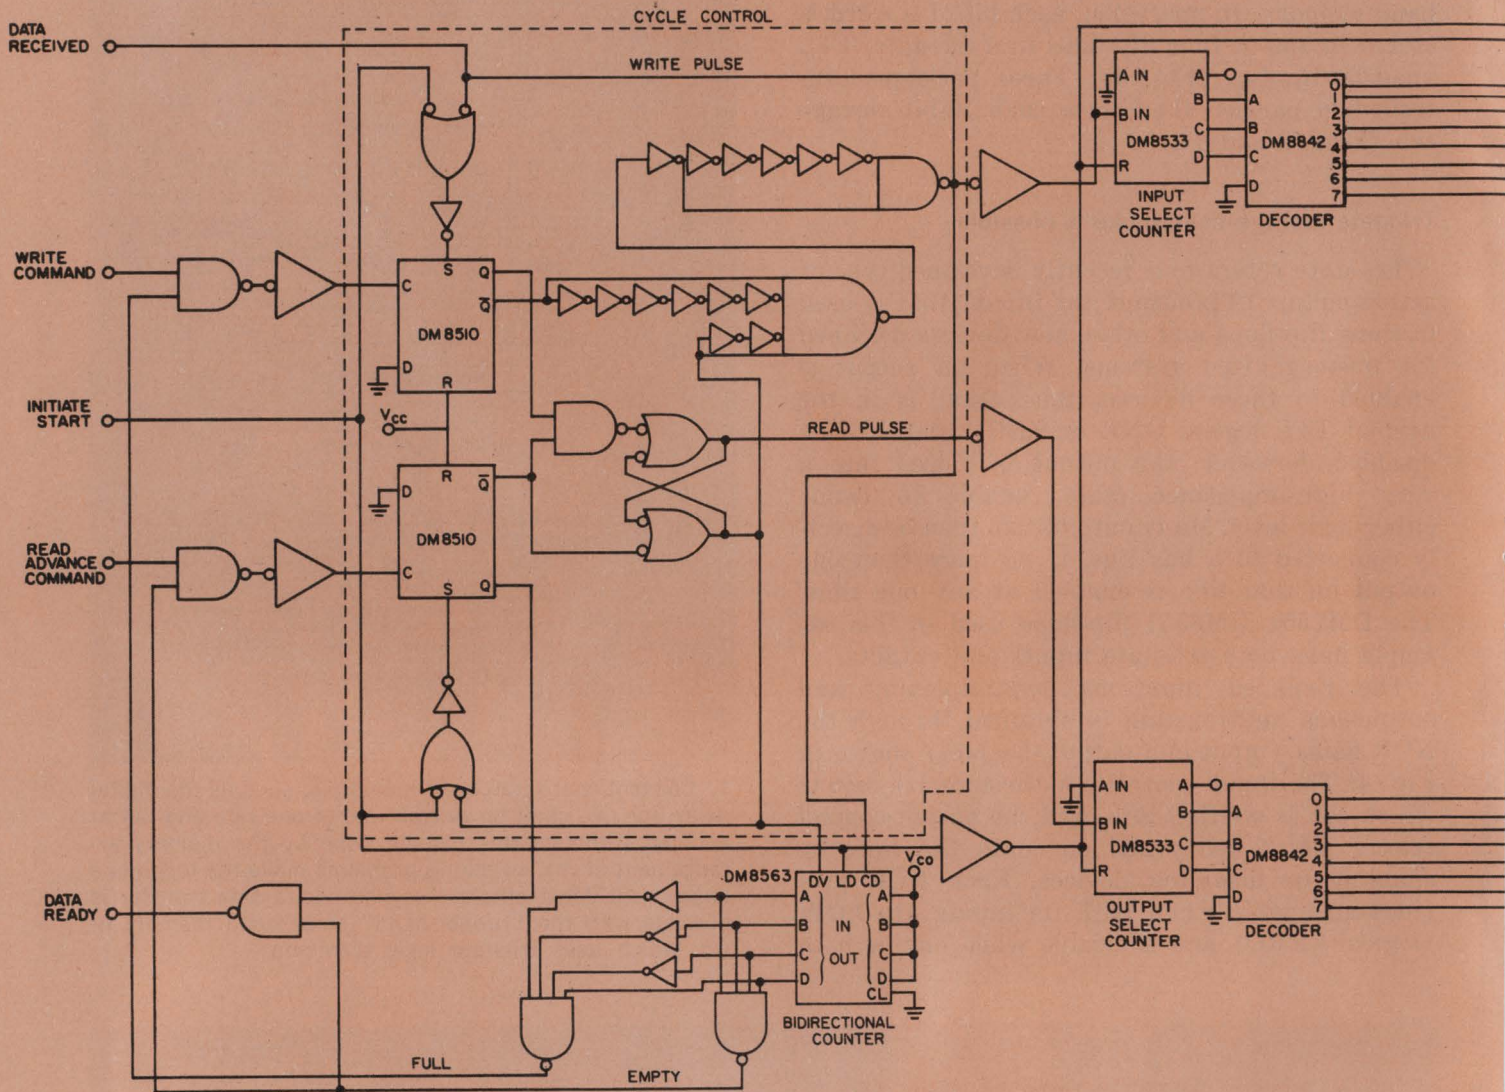 CYCLE CONTROL
DATA
RECEIVED
WRITE PULSE
A IN
B IN
R
A
B
C
D
DM8533
INPUT
SELECT
COUNTER
A
B
C
D
DM8842
0
1
2
3
4
5
6
7
DECODER
WRITE
COMMAND
S
C
Q
Q̅
DM8510
D
R
INITIATE
START
VCC
READ PULSE
R
D
Q̅
DM8510
C
S
Q
READ
ADVANCE
COMMAND
A IN
B IN
R
A
B
C
D
DM8533
OUTPUT
SELECT
COUNTER
A
B
C
D
DM8842
0
1
2
3
4
5
6
7
DECODER
DATA
READY
DM8563
DV LD CD
VCO
A
B
C
D
IN
OUT
A
B
C
D
CL
BIDIRECTIONAL
COUNTER
FULL
EMPTY